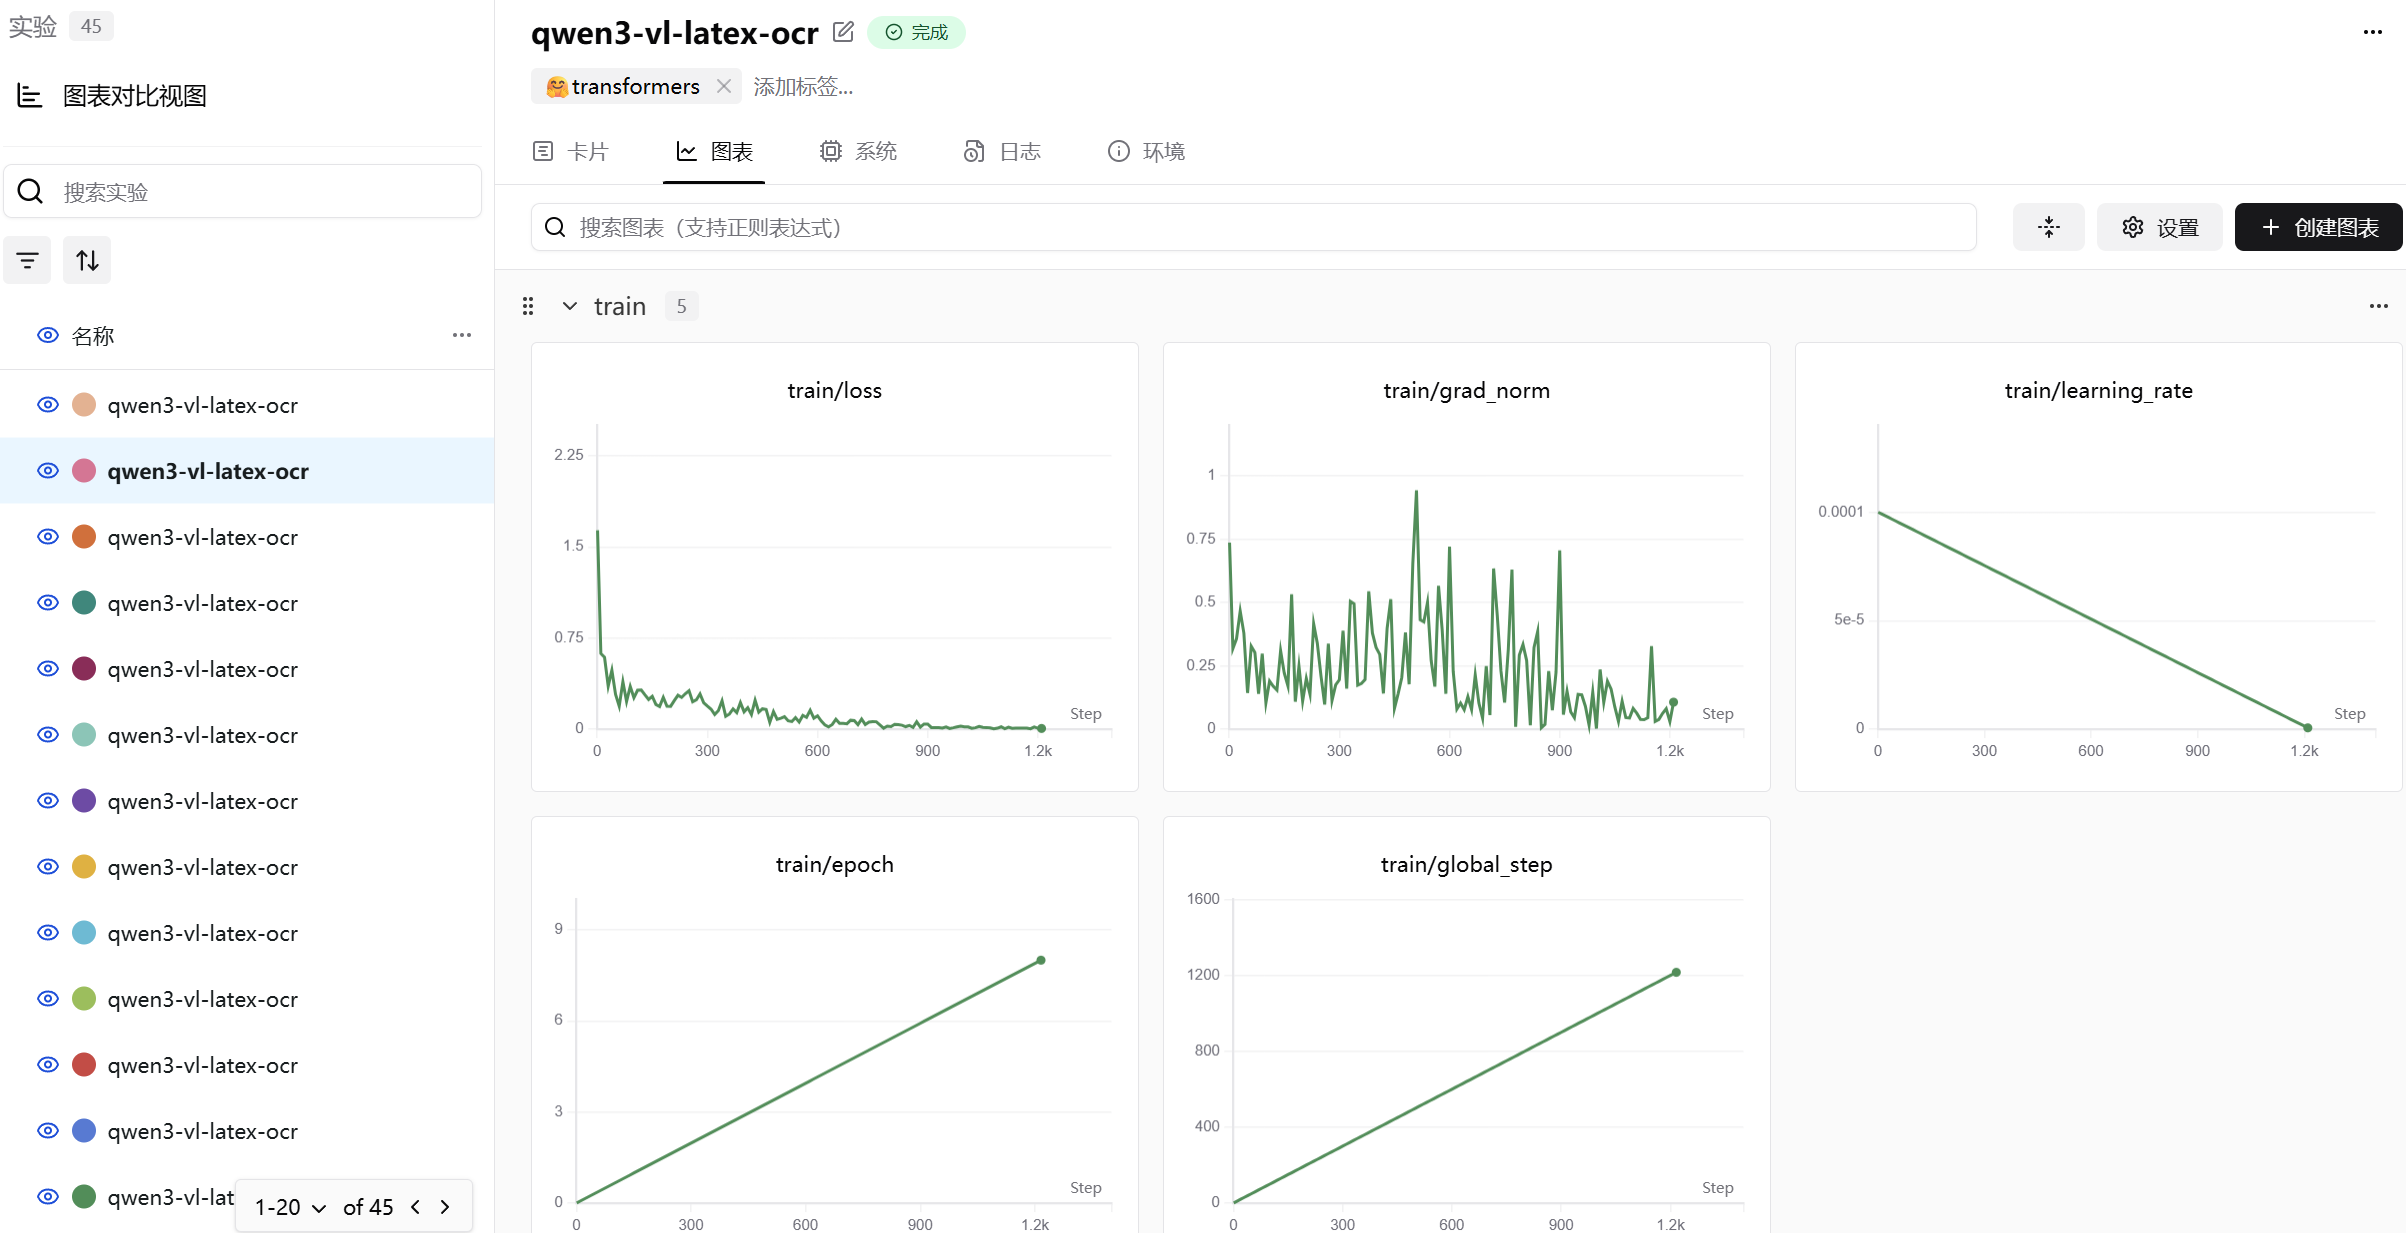 实验 45
图表对比视图
搜索实验
名称
qwen3-vl-latex-ocr
qwen3-vl-latex-ocr
qwen3-vl-latex-ocr
qwen3-vl-latex-ocr
qwen3-vl-latex-ocr
qwen3-vl-latex-ocr
qwen3-vl-latex-ocr
qwen3-vl-latex-ocr
qwen3-vl-latex-ocr
qwen3-vl-latex-ocr
qwen3-vl-latex-ocr
qwen3-vl-latex-ocr
qwen3-vl-lat
1-20 of 45
qwen3-vl-latex-ocr 完成
🤗transformers 添加标签...
卡片 图表 系统 日志 环境
搜索图表（支持正则表达式） 设置 创建图表
train 5
train/loss
2.25
1.5
0.75
0
Step
0 300 600 900 1.2k
train/grad_norm
1
0.75
0.5
0.25
0
Step
0 300 600 900 1.2k
train/learning_rate
0.0001
5e-5
0
Step
0 300 600 900 1.2k
train/epoch
9
6
3
0
Step
0 300 600 900 1.2k
train/global_step
1600
1200
800
400
0
Step
0 300 600 900 1.2k